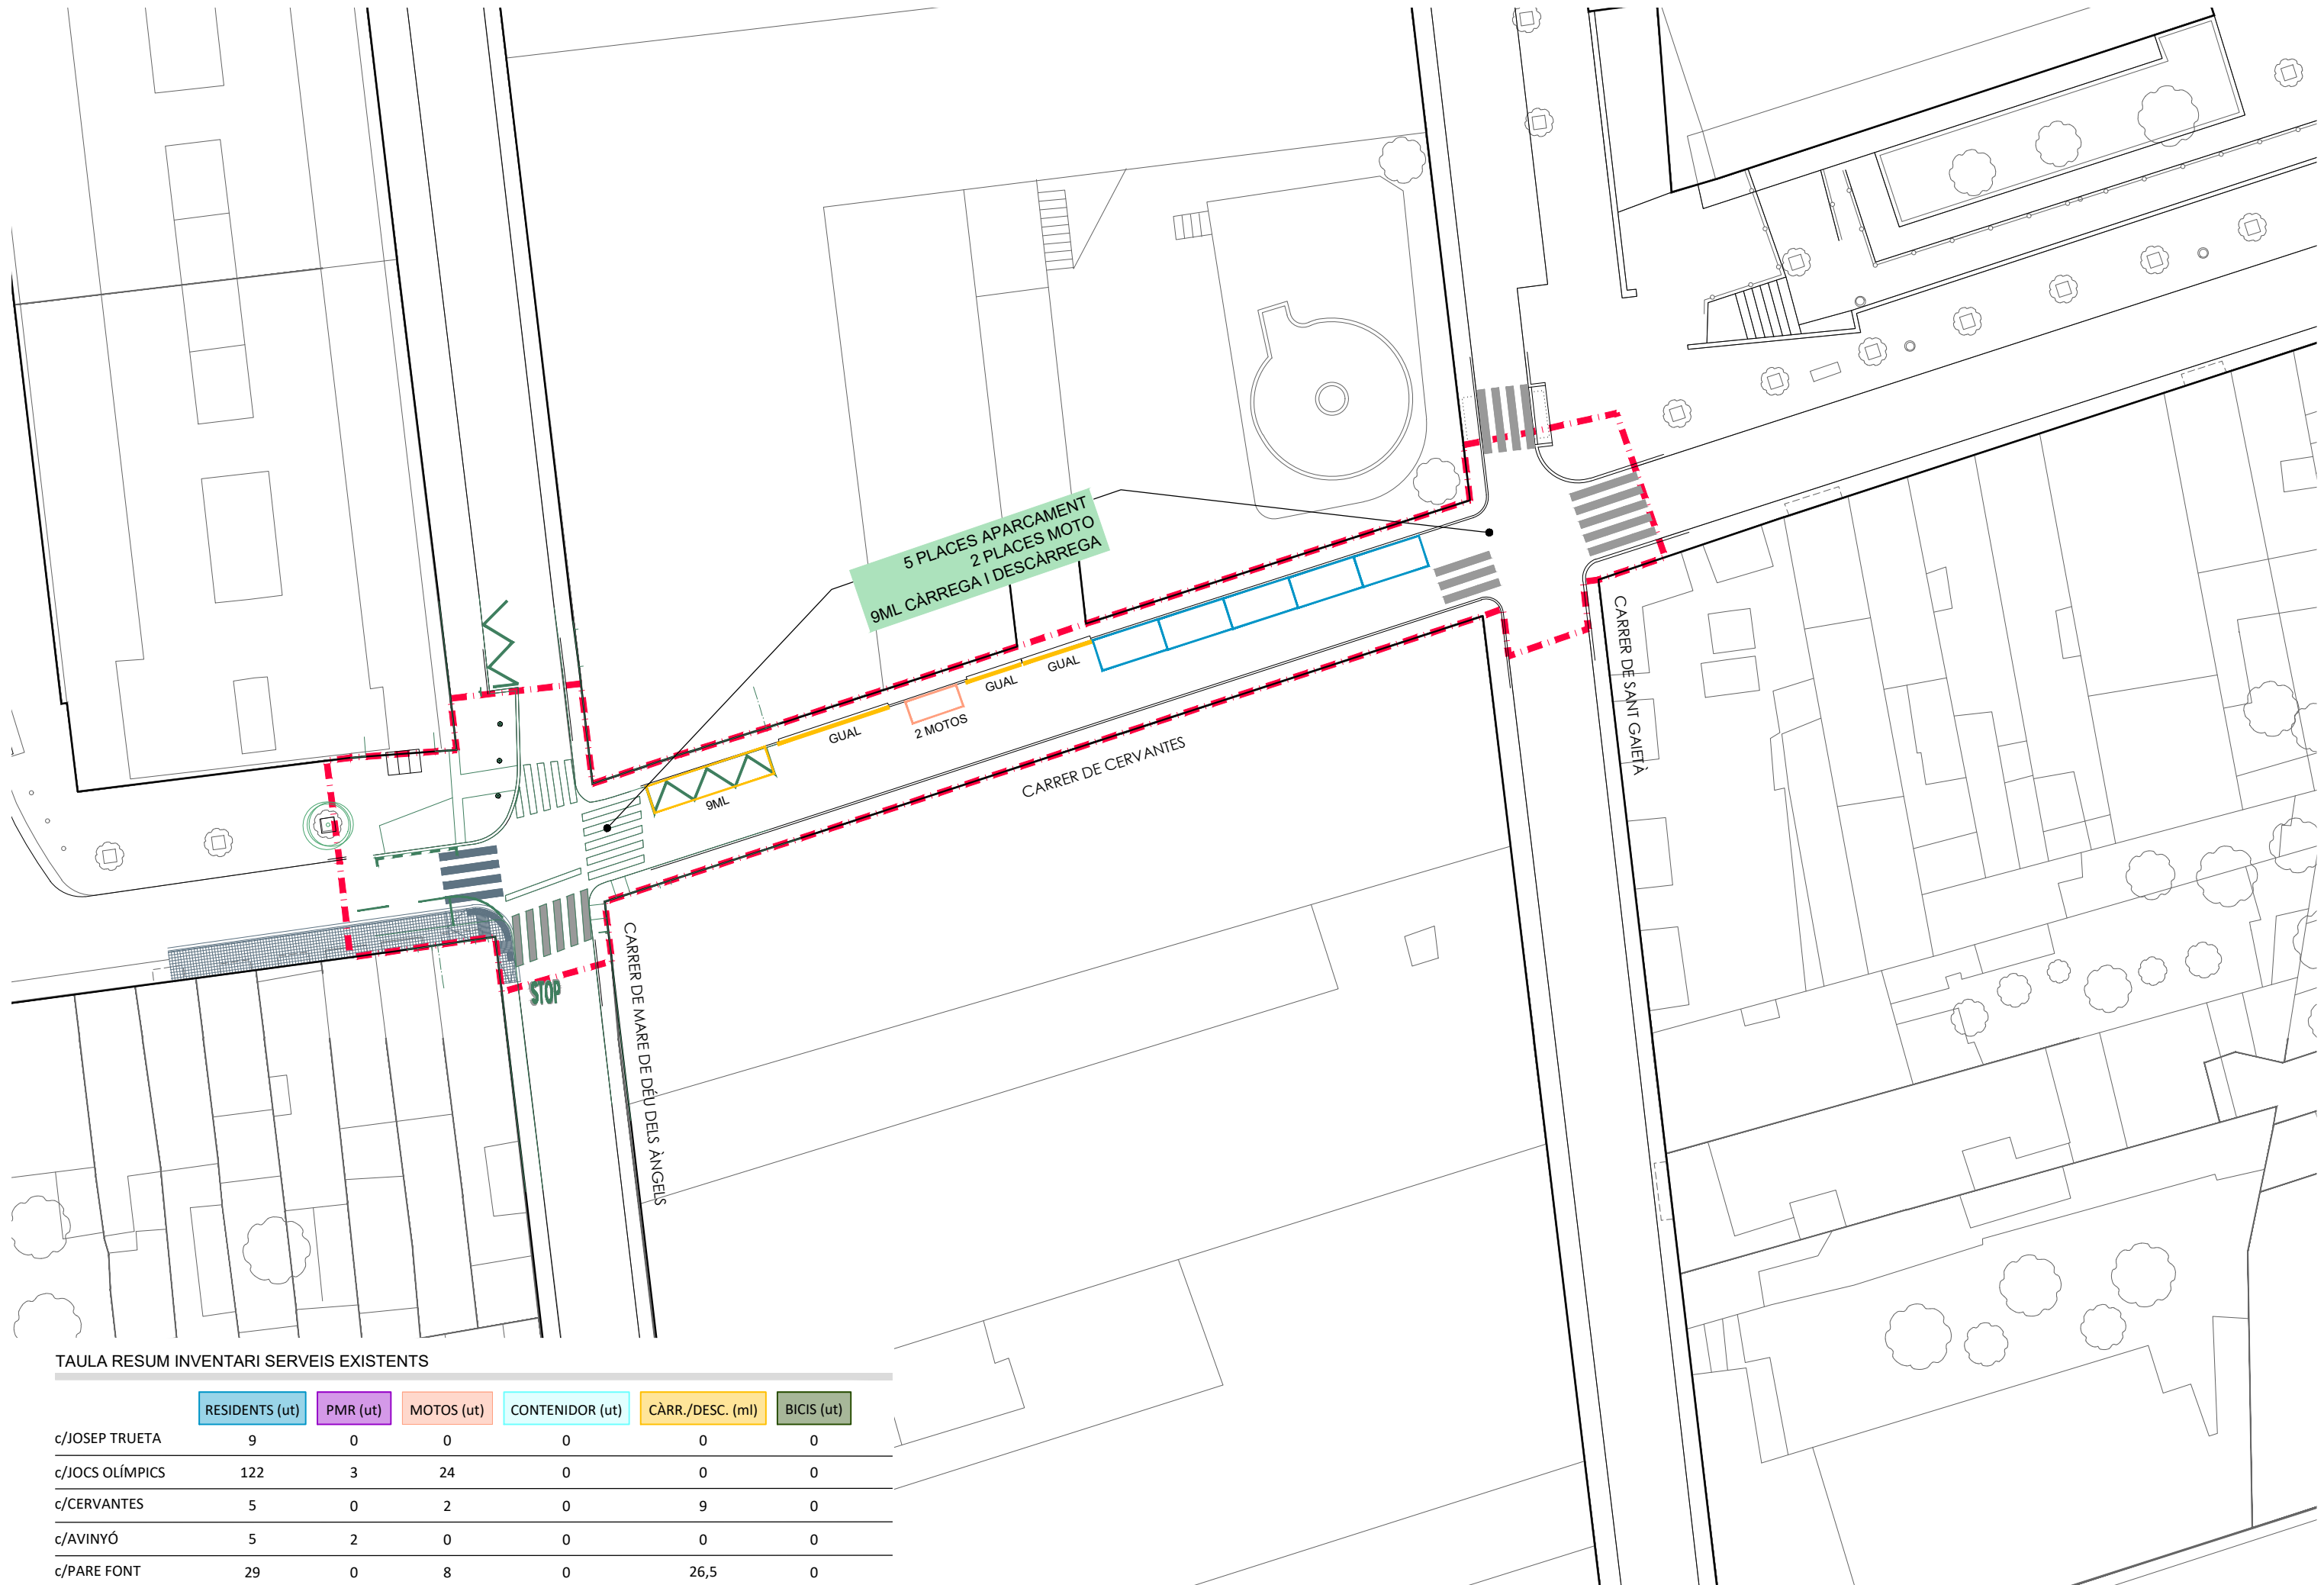 5 PLACES APARCAMENT
2 PLACES MOTO
9ML CÀRREGA I DESCÀRREGA
GUAL
GUAL
GUAL
2 MOTOS
9ML
CARRER DE CERVANTES
CARRER DE SANT GAIETÀ
CARRER DE MARE DE DÉU DELS ÀNGELS
STOP
TAULA RESUM INVENTARI SERVEIS EXISTENTS
RESIDENTS (ut) PMR (ut) MOTOS (ut) CONTENIDOR (ut) CÀRR./DESC. (ml) BICIS (ut)
c/JOSEP TRUETA 9 0 0 0 0 0
c/JOCS OLÍMPICS 122 3 24 0 0 0
c/CERVANTES 5 0 2 0 9 0
c/AVINYÓ 5 2 0 0 0 0
c/PARE FONT 29 0 8 0 26,5 0